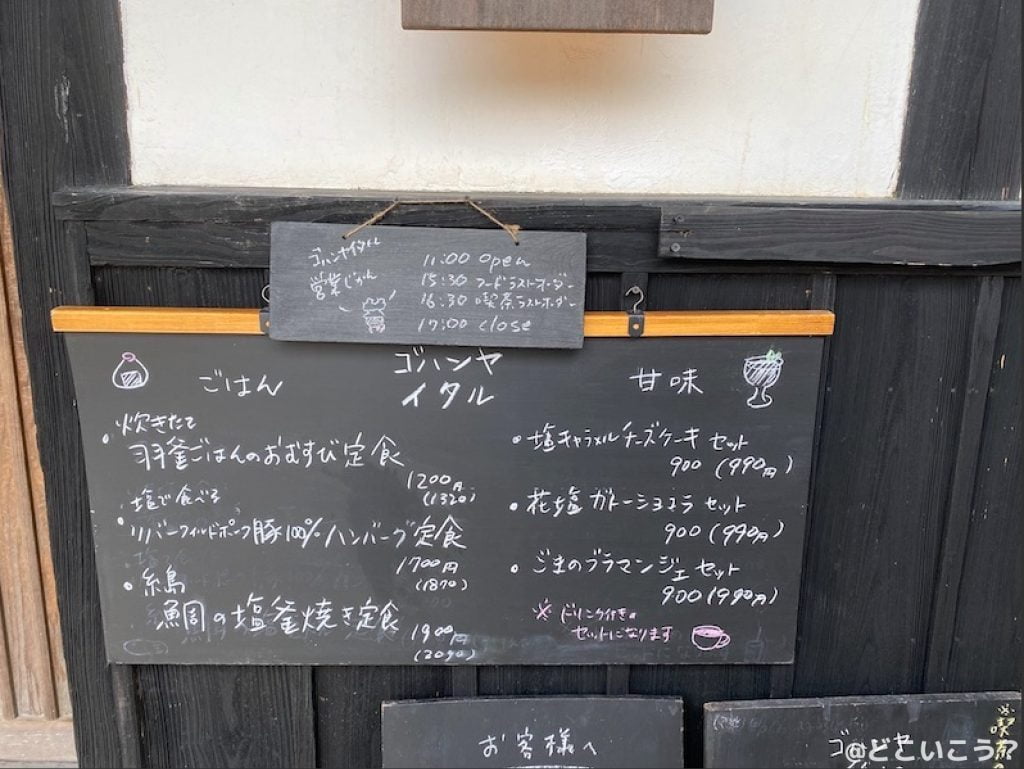 ゴハンヤイタル
営業じかん
11:00 open
15:30 フードラストオーダー
16:30 喫茶ラストオーダー
17:00 close
ゴハンヤ
イタル
ごはん
・炊きたて
羽釜ごはんのおむすび定食
1200円
(1320)
・塩で食べる
リバーフィールドポーク豚100%ハンバーグ定食
1700円
(1870)
・糸島
魚周の塩釜焼き定食
1900円
(2090)
甘味
・塩キャラメルチーズケーキ セット
900 (990円)
・花塩 ガトーショコラ セット
900 (990円)
・ごまのブラマンジェ セット
900 (990円)
※ドリンク付きの
セットになります
お客様へ
※喫茶の
@どこいこう?